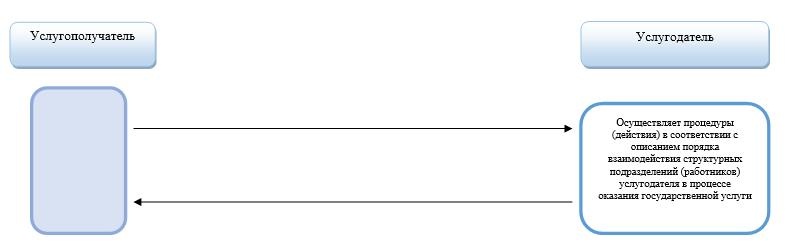 Услугополучатель
Услугодатель
Осуществляет процедуры
(действия) в соответствии с
описанием порядка
взаимодействия структурных
подразделений (работников)
услугодателя в процессе
оказания государственной услуги